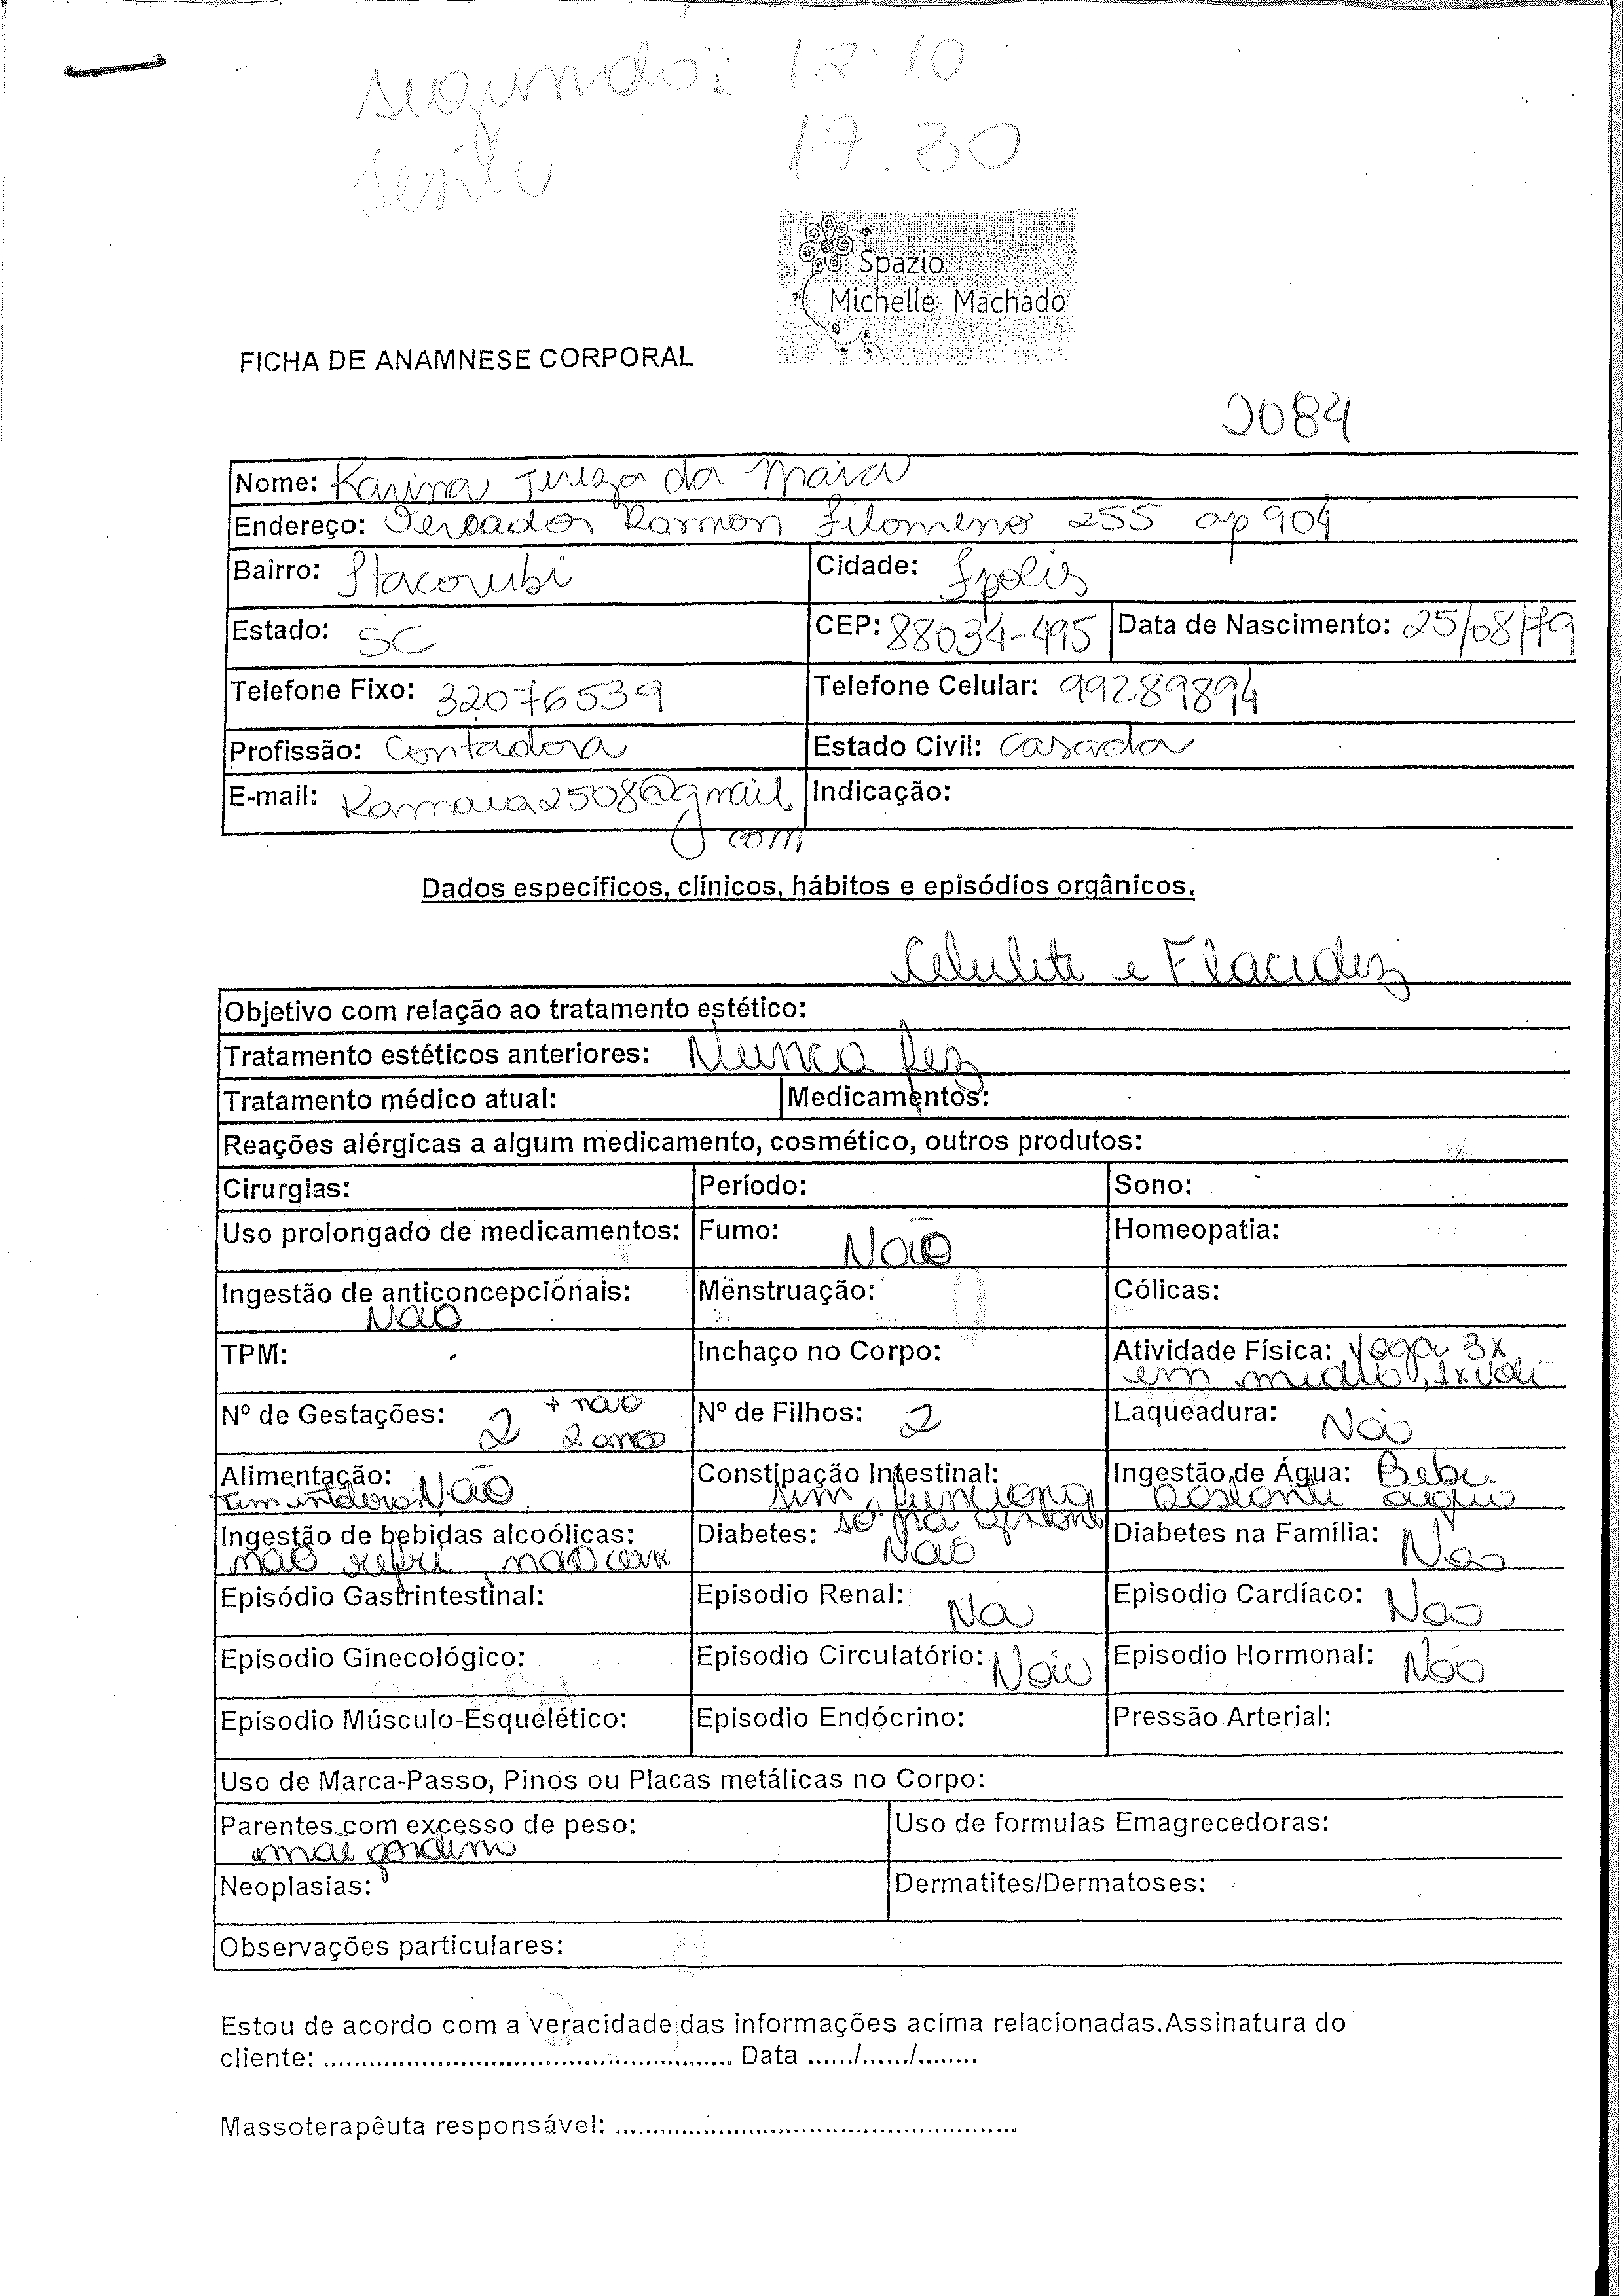 segunda: 17:10
sexta 17:30
Spazio
Michelle Machado
FICHA DE ANAMNESE CORPORAL
2084
Nome: Karina Tereza da Maia
Endereço: Vereador Ramon Filomeno 255 ap 904
Bairro: Itacorubi Cidade: Fpolis
Estado: SC CEP: 88034-495 Data de Nascimento: 25/08/79
Telefone Fixo: 32076539 Telefone Celular: 99289894
Profissão: Contadora Estado Civil: Casada
E-mail: Karmaia2508@gmail. Indicação:
com
Dados específicos, clínicos, hábitos e episódios orgânicos.
Celulite e Flacidez
Objetivo com relação ao tratamento estético:
Tratamento estéticos anteriores: Nunca fez
Tratamento médico atual: Medicamentos:
Reações alérgicas a algum medicamento, cosmético, outros produtos:
Cirurgias: Período: Sono:
Uso prolongado de medicamentos: Fumo: Não Homeopatia:
Ingestão de anticoncepcionais: Menstruação: Cólicas:
Não
TPM: Inchaço no Corpo: Atividade Física: Yoga 3x
em média, 1x
Nº de Gestações: 2 + não Nº de Filhos: 2 Laqueadura: Não
2 anos
Alimentação: Não Constipação Intestinal: Ingestão de Água: Bebe
tem sim, funciona bastante água
Ingestão de bebidas alcoólicas: Diabetes: só Não Diabetes na Família: Não
não refri, não
Episódio Gastrintestinal: Episodio Renal: Na Episodio Cardíaco: Nao
Episodio Ginecológico: Episodio Circulatório: Não Episodio Hormonal: Não
Episodio Músculo-Esquelético: Episodio Endócrino: Pressão Arterial:
Uso de Marca-Passo, Pinos ou Placas metálicas no Corpo:
Parentes com excesso de peso: Uso de formulas Emagrecedoras:
mãe
Neoplasias: Dermatites/Dermatoses:
Observações particulares:
Estou de acordo com a veracidade das informações acima relacionadas.Assinatura do
cliente: ...................................................... Data ....../....../........
Massoterapêuta responsável: .....................................................